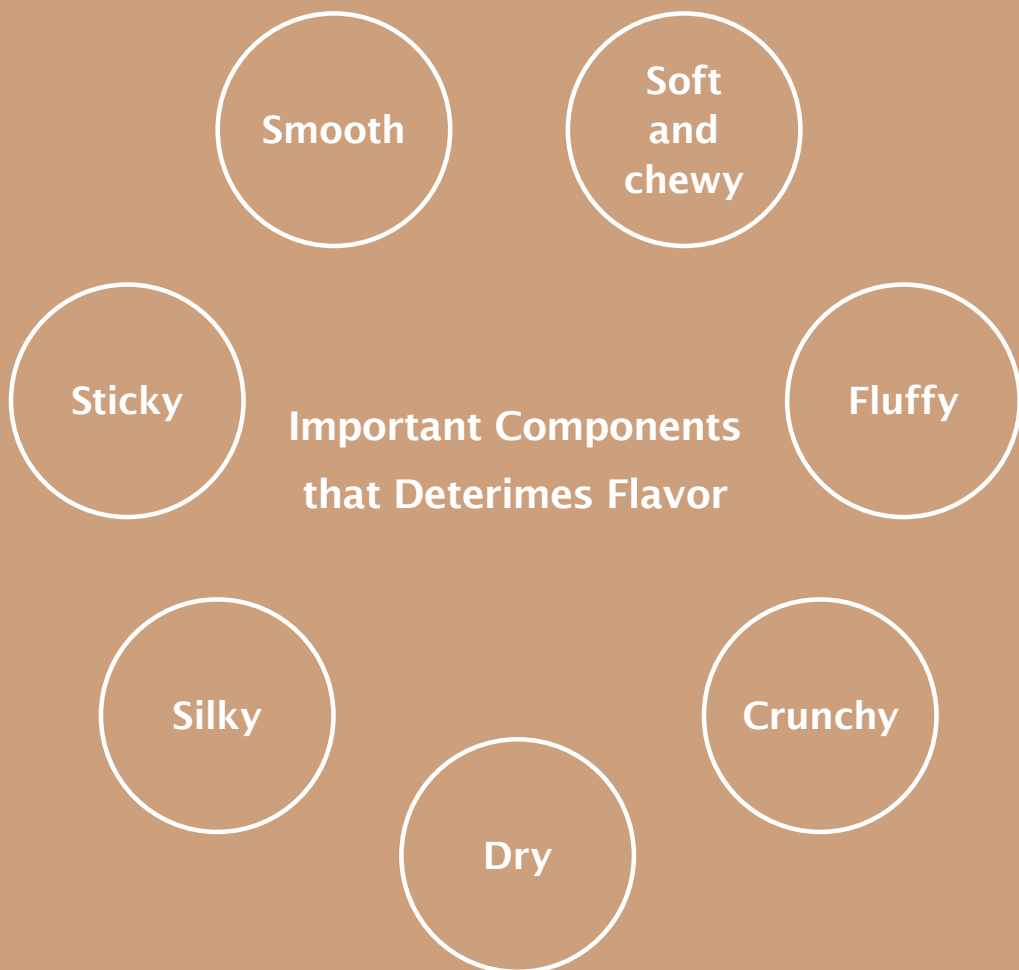 Smooth
Soft
and
chewy
Sticky
Fluffy
Important Components
that Deterimes Flavor
Silky
Crunchy
Dry